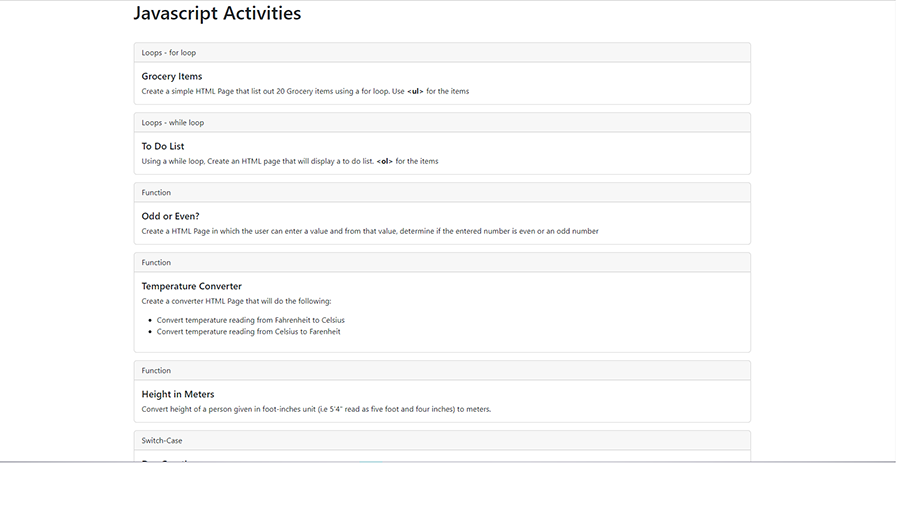 Javascript Activities
Loops - for loop
Grocery Items
Create a simple HTML Page that list out 20 Grocery items using a for loop. Use <ul> for the items
Loops - while loop
To Do List
Using a while loop, Create an HTML page that will display a to do list. <ol> for the items
Function
Odd or Even?
Create a HTML Page in which the user can enter a value and from that value, determine if the entered number is even or an odd number
Function
Temperature Converter
Create a converter HTML Page that will do the following:
Convert temperature reading from Fahrenheit to Celsius
Convert temperature reading from Celsius to Farenheit
Function
Height in Meters
Convert height of a person given in foot-inches unit (i.e 5'4" read as five foot and four inches) to meters.
Switch-Case